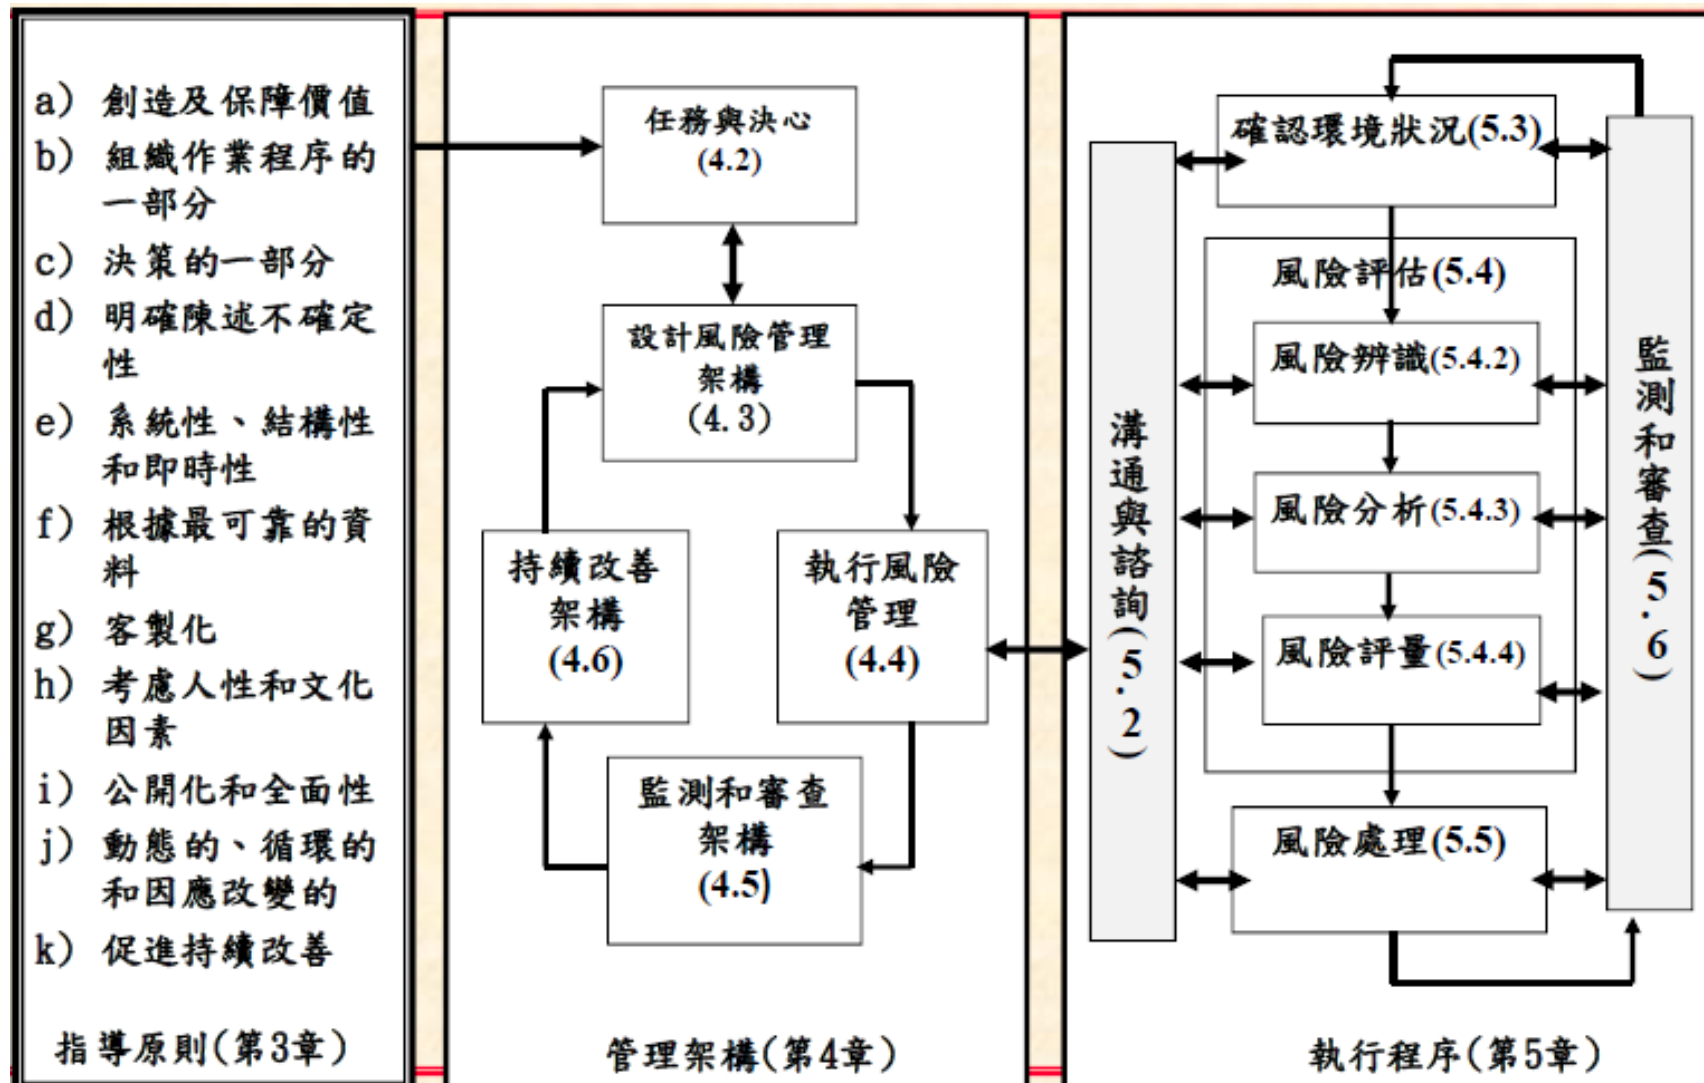 a) 創造及保障價值
b) 組織作業程序的
一部分
c) 決策的一部分
d) 明確陳述不確定
性
e) 系統性、結構性
和即時性
f) 根據最可靠的資
料
g) 客製化
h) 考慮人性和文化
因素
i) 公開化和全面性
j) 動態的、循環的
和因應改變的
k) 促進持續改善
指導原則(第3章)
任務與決心
(4.2)
設計風險管理
架構
(4.3)
持續改善
架構
(4.6)
執行風險
管理
(4.4)
監測和審查
架構
(4.5)
管理架構(第4章)
溝通與諮詢(5.2)
確認環境狀況(5.3)
風險評估(5.4)
風險辨識(5.4.2)
風險分析(5.4.3)
風險評量(5.4.4)
風險處理(5.5)
監測和審查(5.6)
執行程序(第5章)